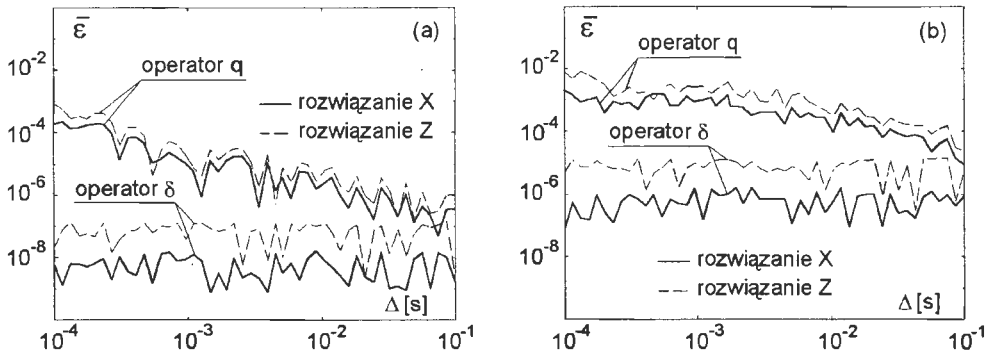 ε̄ (a)
10⁻²
operator q
rozwiązanie X
10⁻⁴
rozwiązanie Z
10⁻⁶
operator δ
10⁻⁸
Δ [s]
10⁻⁴ 10⁻³ 10⁻² 10⁻¹
ε̄ (b)
operator q
10⁻²
10⁻⁴
operator δ
10⁻⁶
10⁻⁸
rozwiązanie X
rozwiązanie Z
Δ [s]
10⁻⁴ 10⁻³ 10⁻² 10⁻¹